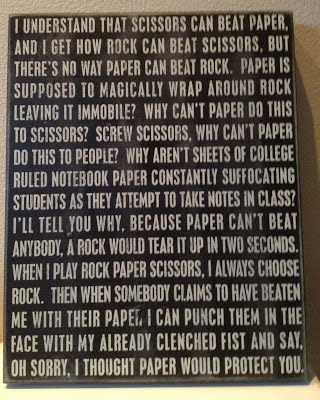 I UNDERSTAND THAT SCISSORS CAN BEAT PAPER,
AND I GET HOW ROCK CAN BEAT SCISSORS, BUT
THERE'S NO WAY PAPER CAN BEAT ROCK. PAPER IS
SUPPOSED TO MAGICALLY WRAP AROUND ROCK
LEAVING IT IMMOBILE? WHY CAN'T PAPER DO THIS
TO SCISSORS? SCREW SCISSORS, WHY CAN'T PAPER
DO THIS TO PEOPLE? WHY AREN'T SHEETS OF COLLEGE
RULED NOTEBOOK PAPER CONSTANTLY SUFFOCATING
STUDENTS AS THEY ATTEMPT TO TAKE NOTES IN CLASS?
I'LL TELL YOU WHY, BECAUSE PAPER CAN'T BEAT
ANYBODY, A ROCK WOULD TEAR IT UP IN TWO SECONDS.
WHEN I PLAY ROCK PAPER SCISSORS, I ALWAYS CHOOSE
ROCK. THEN WHEN SOMEBODY CLAIMS TO HAVE BEATEN
ME WITH THEIR PAPER, I CAN PUNCH THEM IN THE
FACE WITH MY ALREADY CLENCHED FIST AND SAY,
OH SORRY, I THOUGHT PAPER WOULD PROTECT YOU.